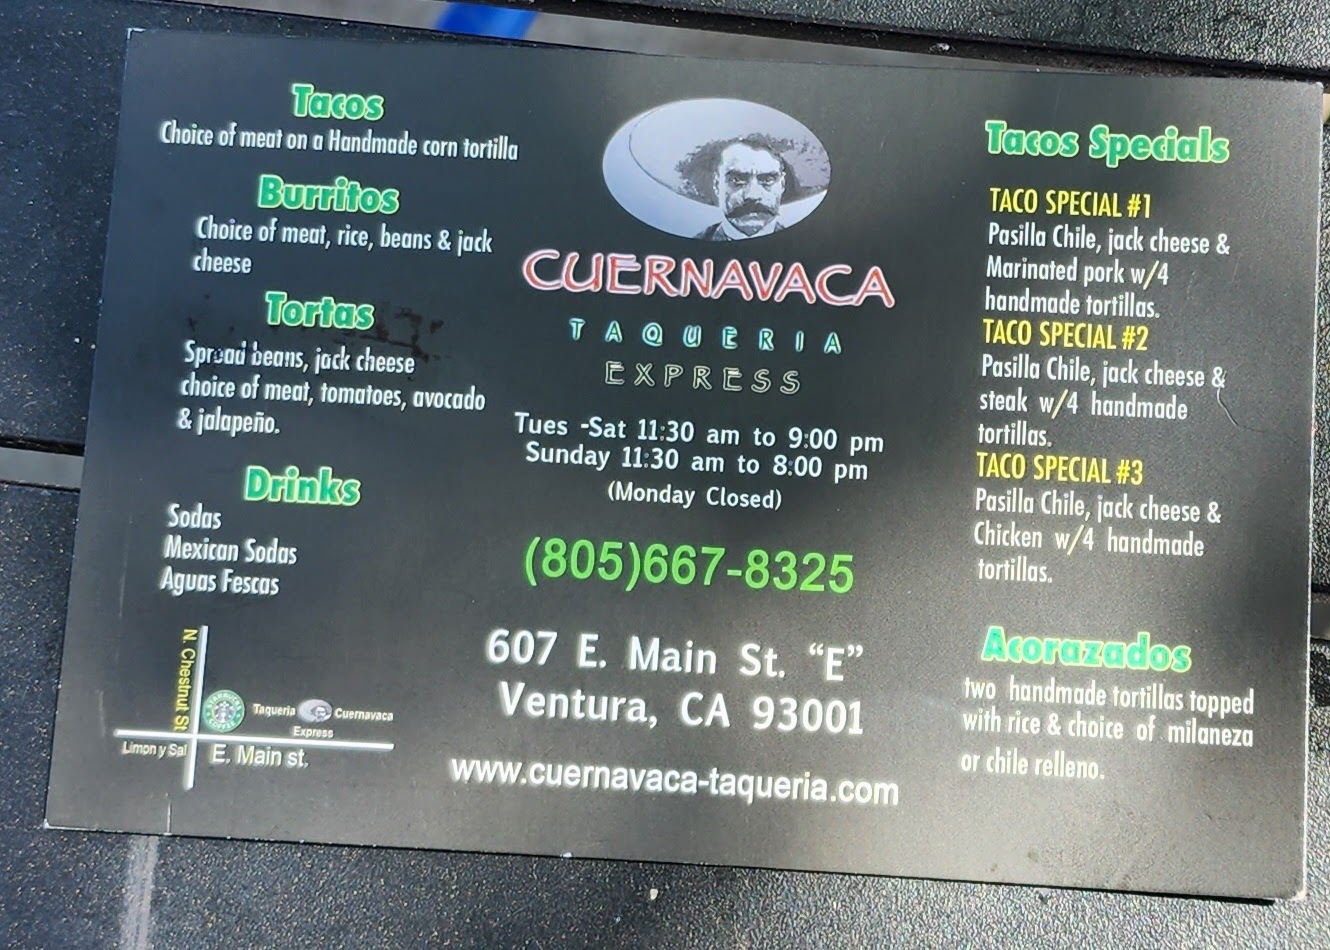 Tacos
Choice of meat on a Handmade corn tortilla
Burritos
Choice of meat, rice, beans & jack
cheese
Tortas
Spread beans, jack cheese
choice of meat, tomatoes, avocado
& jalapeño.
Drinks
Sodas
Mexican Sodas
Aguas Fescas
N. Chestnut St
STARBUCKS
COFFEE
Taqueria Cuernavaca
Express
Limon y Sal
E. Main st.
CUERNAVACA
TAQUERIA
EXPRESS
Tues -Sat 11:30 am to 9:00 pm
Sunday 11:30 am to 8:00 pm
(Monday Closed)
(805)667-8325
607 E. Main St. “E”
Ventura, CA 93001
www.cuernavaca-taqueria.com
Tacos Specials
TACO SPECIAL #1
Pasilla Chile, jack cheese &
Marinated pork w/4
handmade tortillas.
TACO SPECIAL #2
Pasilla Chile, jack cheese &
steak w/4 handmade
tortillas.
TACO SPECIAL #3
Pasilla Chile, jack cheese &
Chicken w/4 handmade
tortillas.
Acorazados
two handmade tortillas topped
with rice & choice of milaneza
or chile relleno.